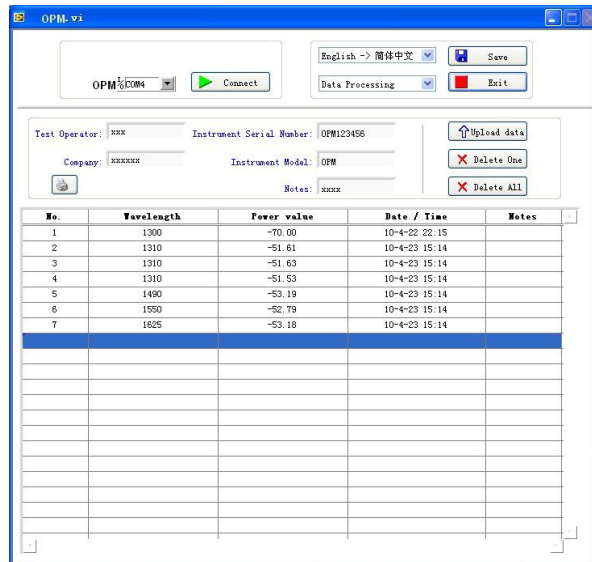 OPM.vi
English -> 简体中文 Save
OPM COM4 Connect Data Processing Exit
Test Operator: xxx Instrument Serial Number: OPM123456 Upload data
Company: xxxxxx Instrument Model: OPM Delete One
Notes: xxxx Delete All
No. Wavelength Power value Date / Time Notes
1 1300 -70.00 10-4-22 22:15
2 1310 -51.61 10-4-23 15:14
3 1310 -51.63 10-4-23 15:14
4 1310 -51.53 10-4-23 15:14
5 1490 -53.19 10-4-23 15:14
6 1550 -52.79 10-4-23 15:14
7 1625 -53.18 10-4-23 15:14